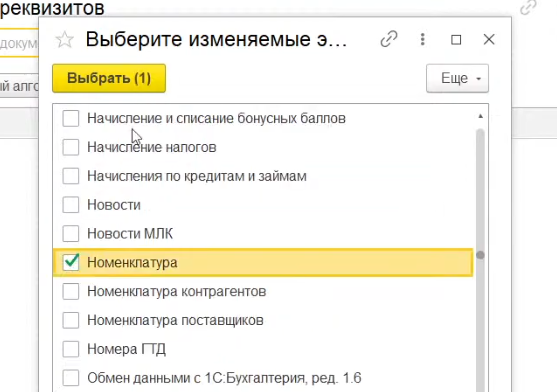 реквизитов
Выберите изменяемые э...
докум
Выбрать (1)
Еще
ый алго
Начисление и списание бонусных баллов
Начисление налогов
Начисления по кредитам и займам
Новости
Новости МЛК
Номенклатура
Номенклатура контрагентов
Номенклатура поставщиков
Номера ГТД
Обмен данными с 1С:Бухгалтерия, ред. 1.6